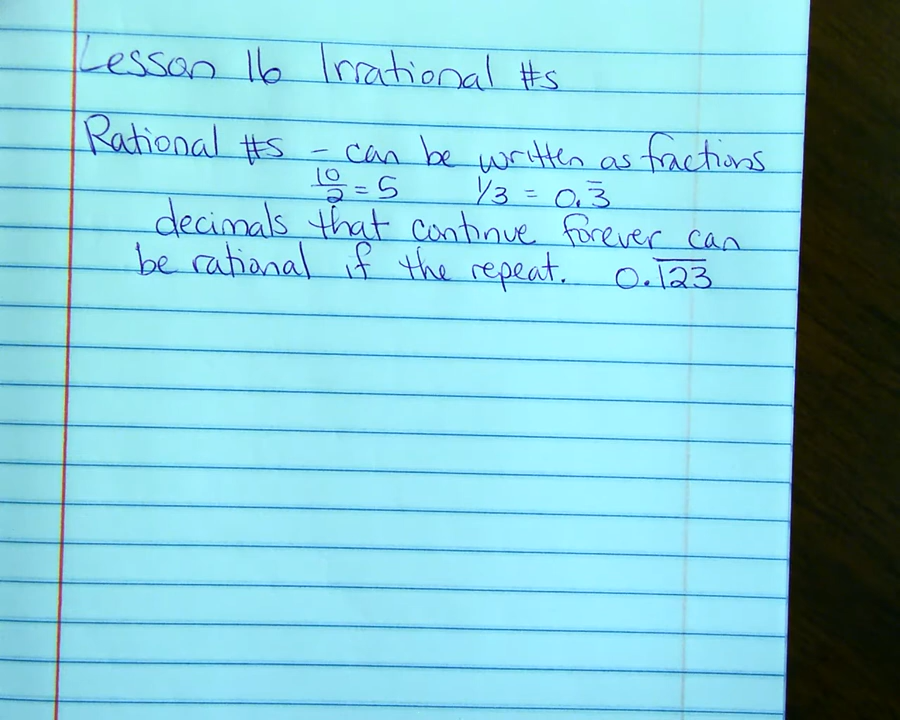 Lesson 16 Irrational #s
Rational #s - can be written as fractions
10/2 = 5 1/3 = 0.3̅
decimals that continue forever can
be rational if the repeat. 0.1̅2̅3̅